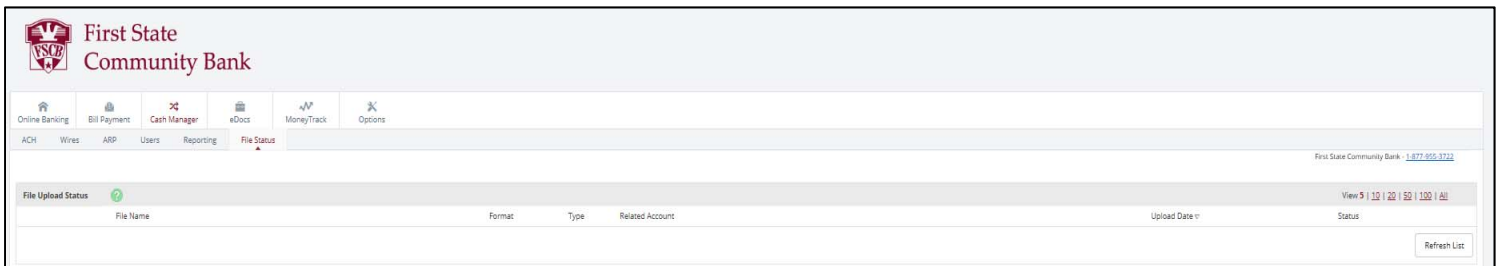 FSCB
First State
Community Bank
Online Banking Bill Payment Cash Manager eDocs MoneyTrack Options
ACH Wires ARP Users Reporting File Status
First State Community Bank - 1-877-955-3722
File Upload Status ? View 5 | 10 | 20 | 50 | 100 | All
File Name Format Type Related Account Upload Date Status
Refresh List